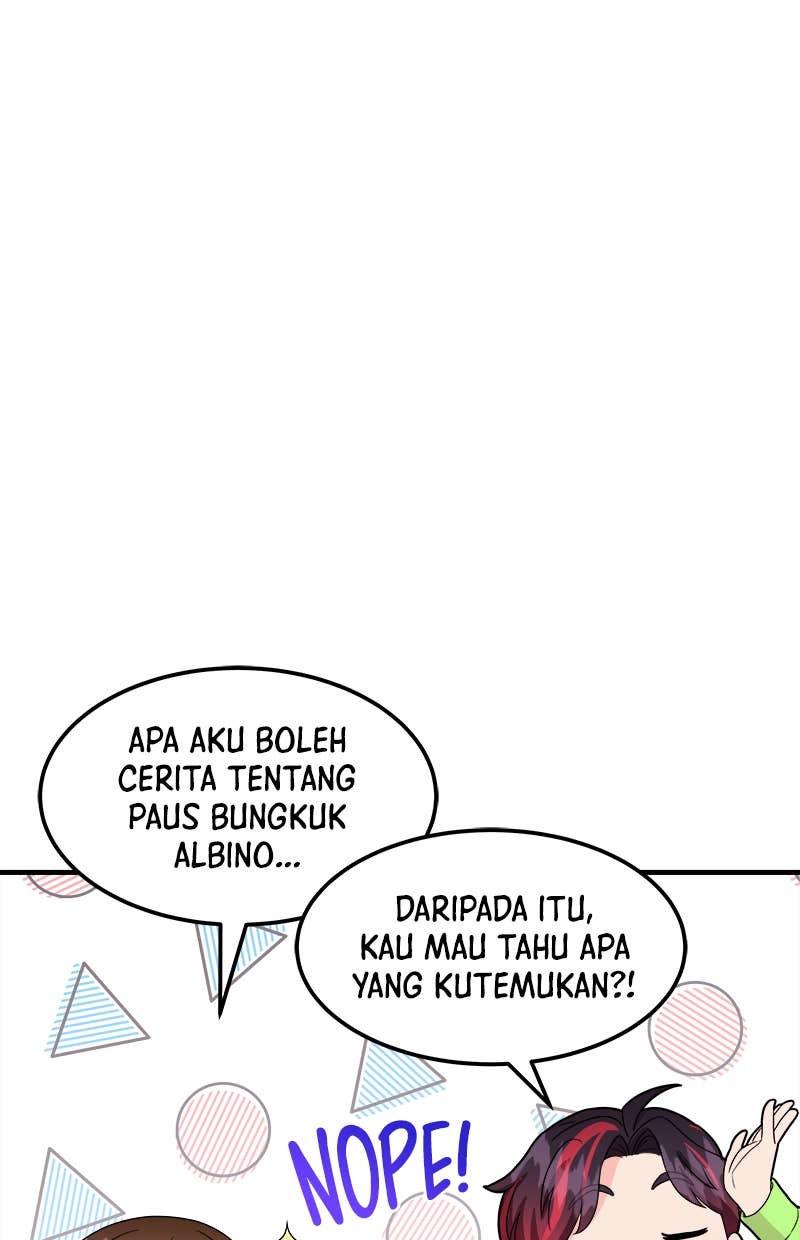 APA AKU BOLEH
CERITA TENTANG
PAUS BUNGKUK
ALBINO...
DARIPADA ITU,
KAU MAU TAHU APA
YANG KUTEMUKAN?!
NOPE!